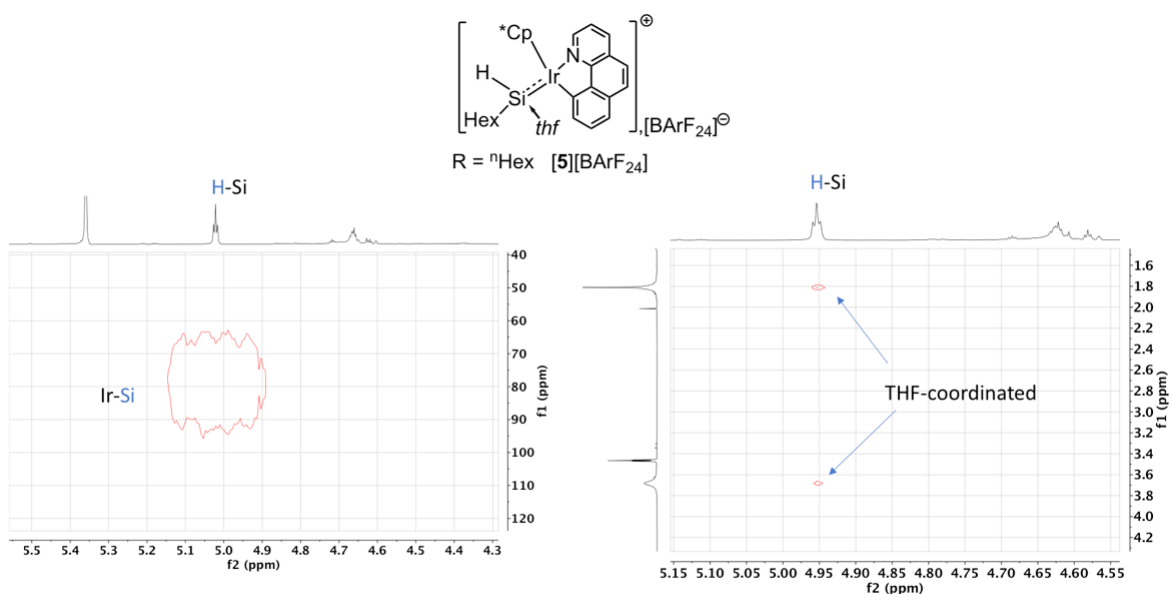 *Cp
⊕
N
H
Ir
Si
Hex
thf
,[BArF₂₄]⊖
R = ⁿHex [5][BArF₂₄]
H-Si
40
50
60
70
80
90
100
110
120
f1 (ppm)
Ir-Si
5.5 5.4 5.3 5.2 5.1 5.0 4.9 4.8 4.7 4.6 4.5 4.4 4.3
f2 (ppm)
H-Si
1.6
1.8
2.0
2.2
2.4
2.6
2.8
3.0
3.2
3.4
3.6
3.8
4.0
4.2
f1 (ppm)
THF-coordinated
5.15 5.10 5.05 5.00 4.95 4.90 4.85 4.80 4.75 4.70 4.65 4.60 4.55
f2 (ppm)